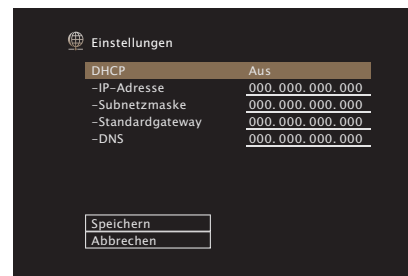 Einstellungen
DHCP Aus
-IP-Adresse 000. 000. 000. 000
-Subnetzmaske 000. 000. 000. 000
-Standardgateway 000. 000. 000. 000
-DNS 000. 000. 000. 000
Speichern
Abbrechen